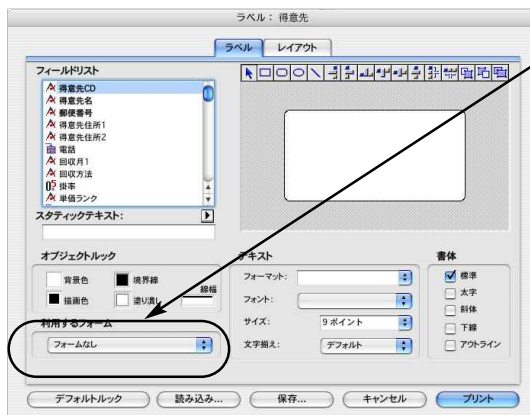 ラベル：得意先
ラベル レイアウト
フィールドリスト
得意先CD
得意先名
郵便番号
得意先住所1
得意先住所2
電話
回収月1
回収方法
掛率
単価ランク
スタティックテキスト：
オブジェクトルック
背景色 境界線
描画色 塗り潰し 線幅
利用するフォーム
フォームなし
テキスト
フォーマット：
フォント：
サイズ： 9 ポイント
文字揃え： デフォルト
書体
標準
太字
斜体
下線
アウトライン
デフォルトルック 読み込み... 保存... キャンセル プリント